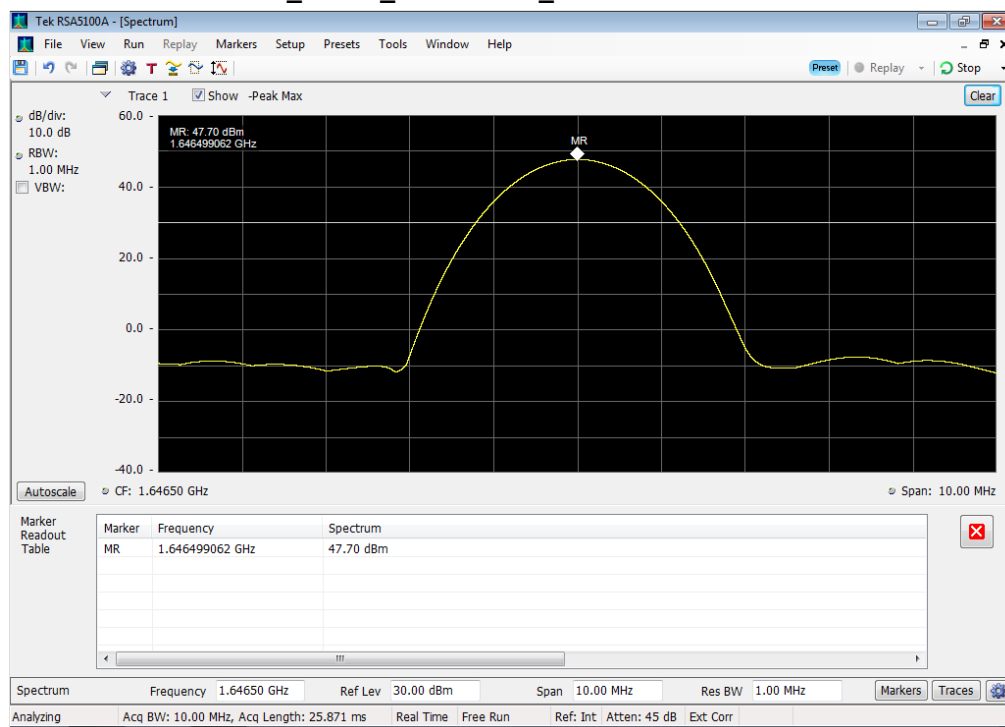 Tek RSA5100A - [Spectrum]
File View Run Replay Markers Setup Presets Tools Window Help
T
Preset Replay Stop
Trace 1 Show -Peak Max Clear
dB/div:
10.0 dB
RBW:
1.00 MHz
VBW:
60.0 -
40.0 -
20.0 -
0.0 -
-20.0 -
-40.0 -
MR: 47.70 dBm
1.646499062 GHz
MR
Autoscale CF: 1.64650 GHz Span: 10.00 MHz
Marker
Readout
Table
Marker Frequency Spectrum
MR 1.646499062 GHz 47.70 dBm
Spectrum Frequency 1.64650 GHz Ref Lev 30.00 dBm Span 10.00 MHz Res BW 1.00 MHz Markers Traces
Analyzing Acq BW: 10.00 MHz, Acq Length: 25.871 ms Real Time Free Run Ref: Int Atten: 45 dB Ext Corr